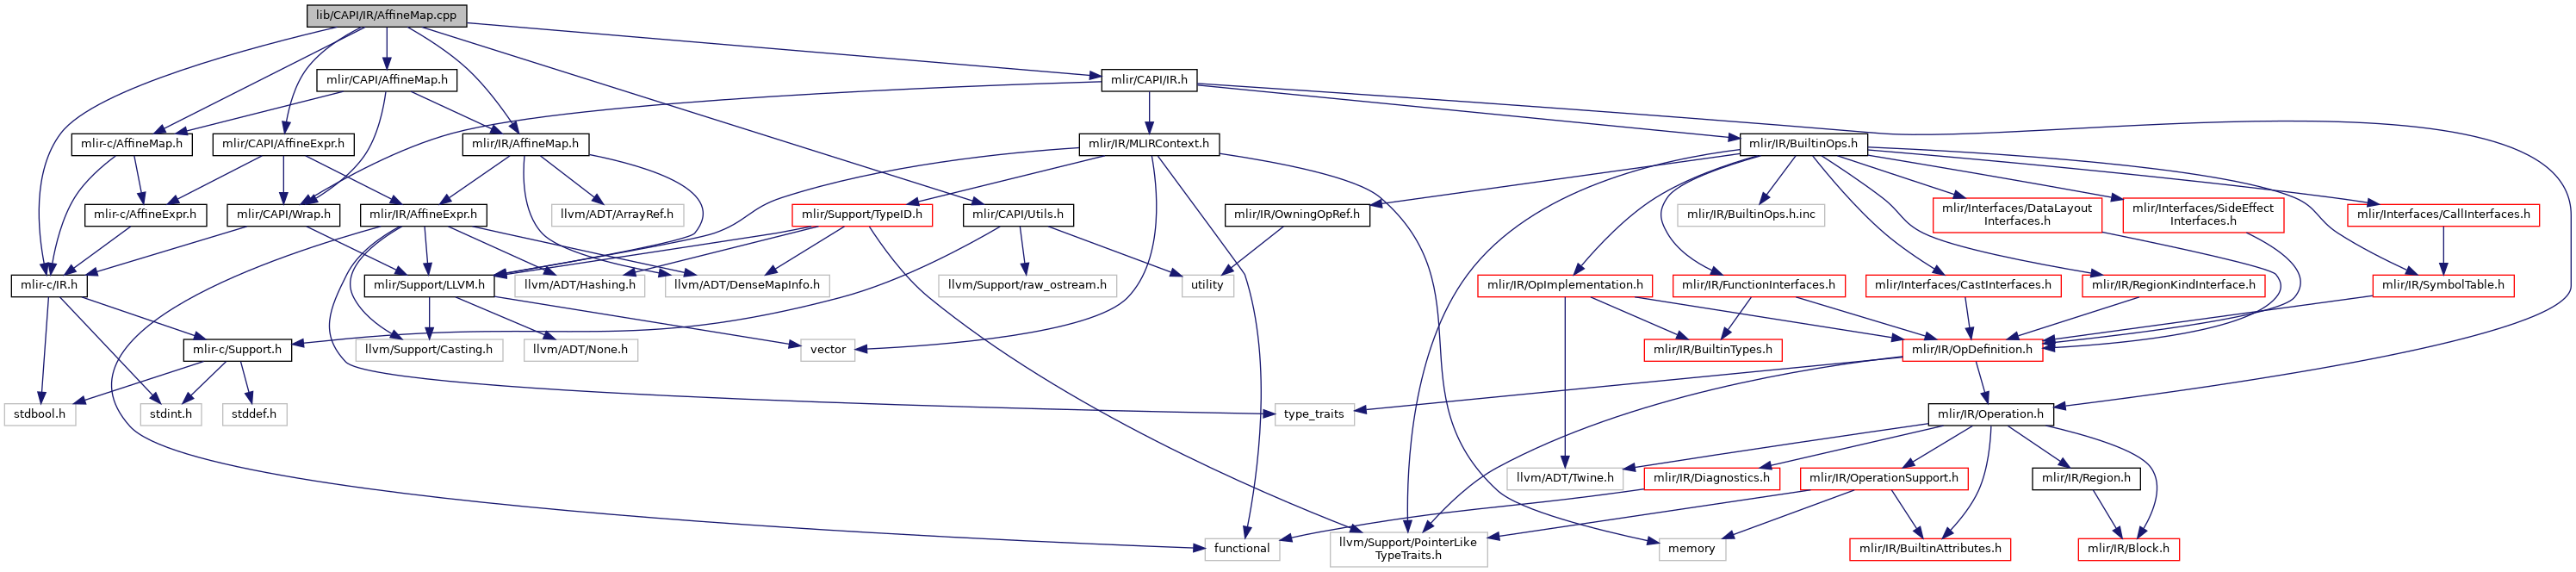 lib/CAPI/IR/AffineMap.cpp
mlir/CAPI/AffineMap.h
mlir/CAPI/IR.h
mlir-c/AffineMap.h
mlir/CAPI/AffineExpr.h
mlir/IR/AffineMap.h
mlir/IR/MLIRContext.h
mlir/IR/BuiltinOps.h
mlir-c/AffineExpr.h
mlir/CAPI/Wrap.h
mlir/IR/AffineExpr.h
llvm/ADT/ArrayRef.h
mlir/Support/TypeID.h
mlir/CAPI/Utils.h
mlir/IR/OwningOpRef.h
mlir/IR/BuiltinOps.h.inc
mlir/Interfaces/DataLayout
Interfaces.h
mlir/Interfaces/SideEffect
Interfaces.h
mlir/Interfaces/CallInterfaces.h
mlir-c/IR.h
mlir/Support/LLVM.h
llvm/ADT/Hashing.h
llvm/ADT/DenseMapInfo.h
llvm/Support/raw_ostream.h
utility
mlir/IR/OpImplementation.h
mlir/IR/FunctionInterfaces.h
mlir/Interfaces/CastInterfaces.h
mlir/IR/RegionKindInterface.h
mlir/IR/SymbolTable.h
mlir-c/Support.h
llvm/Support/Casting.h
llvm/ADT/None.h
vector
mlir/IR/BuiltinTypes.h
mlir/IR/OpDefinition.h
stdbool.h
stdint.h
stddef.h
type_traits
mlir/IR/Operation.h
llvm/ADT/Twine.h
mlir/IR/Diagnostics.h
mlir/IR/OperationSupport.h
mlir/IR/Region.h
functional
llvm/Support/PointerLike
TypeTraits.h
memory
mlir/IR/BuiltinAttributes.h
mlir/IR/Block.h